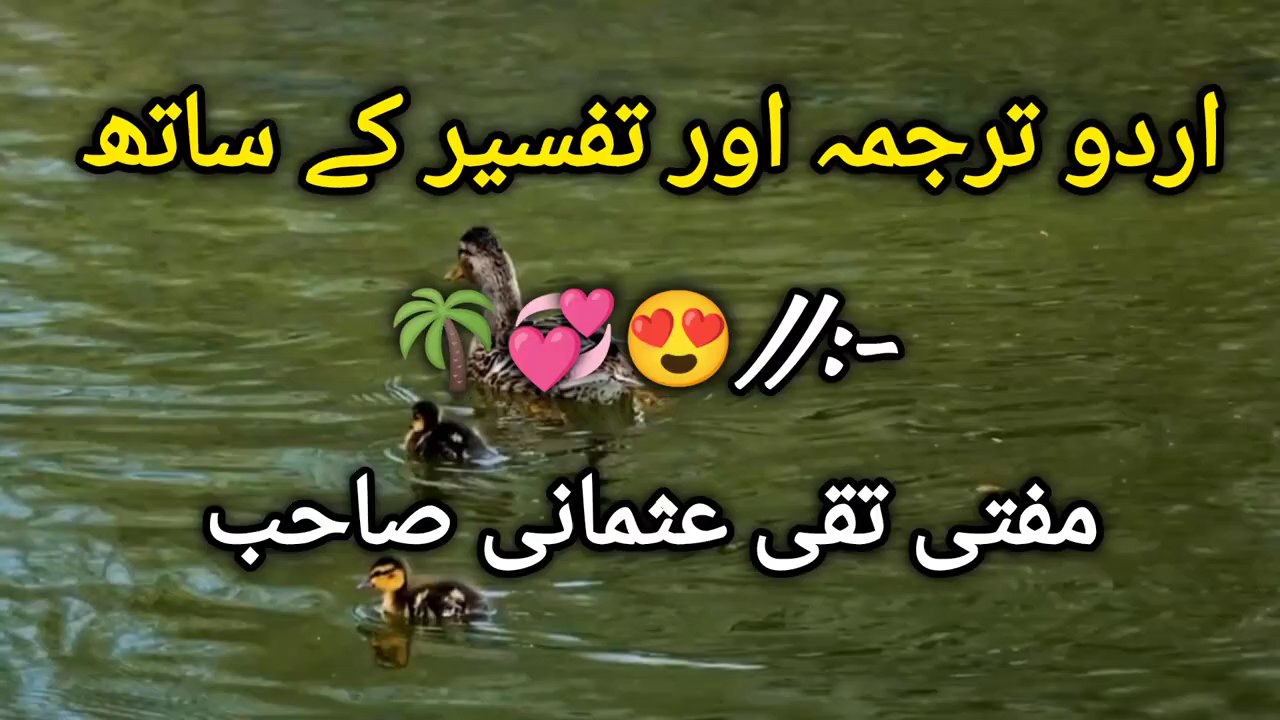 اردو ترجمہ اور تفسیر کے ساتھ
🌴💞😍//:-
مفتی تقی عثمانی صاحب